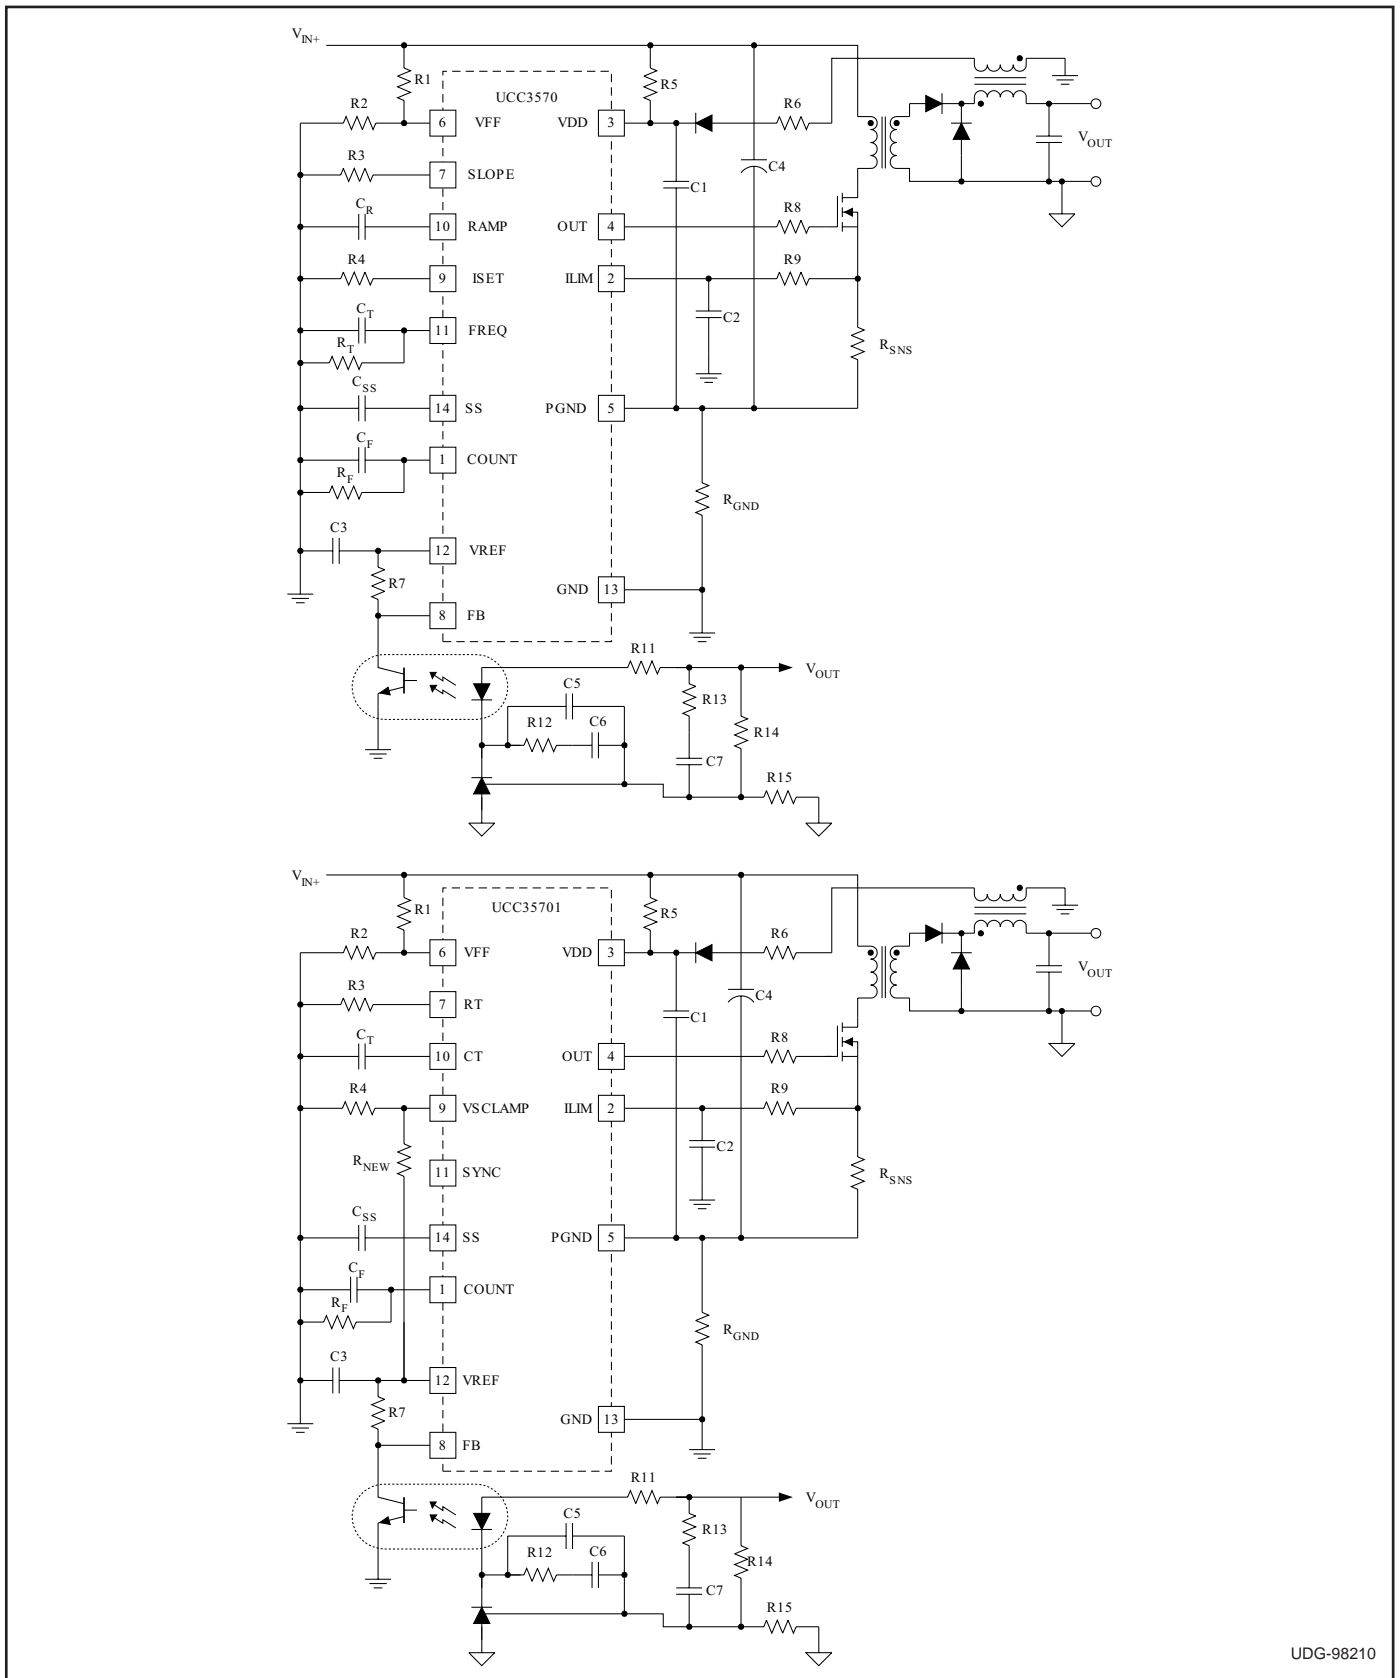 VIN+
R1
UCC3570
R5
R2
6 VFF
VDD 3
R6
VOUT
R3
7 SLOPE
C1
C4
CR
10 RAMP
OUT 4
R8
R4
9 ISET
ILIM 2
R9
CT
11 FREQ
C2
RT
RSNS
CSS
14 SS
PGND 5
CF
1 COUNT
RF
RGND
C3
12 VREF
R7
GND 13
8 FB
R11
VOUT
C5
R13
R12
C6
R14
C7
R15
VIN+
R1
UCC35701
R5
R2
6 VFF
VDD 3
R6
VOUT
R3
7 RT
C1
C4
CT
10 CT
OUT 4
R8
R4
9 VSCLAMP
ILIM 2
R9
C2
RNEW
11 SYNC
RSNS
CSS
14 SS
PGND 5
CF
1 COUNT
RF
RGND
C3
12 VREF
R7
GND 13
8 FB
R11
VOUT
C5
R13
R12
C6
R14
C7
R15
UDG-98210